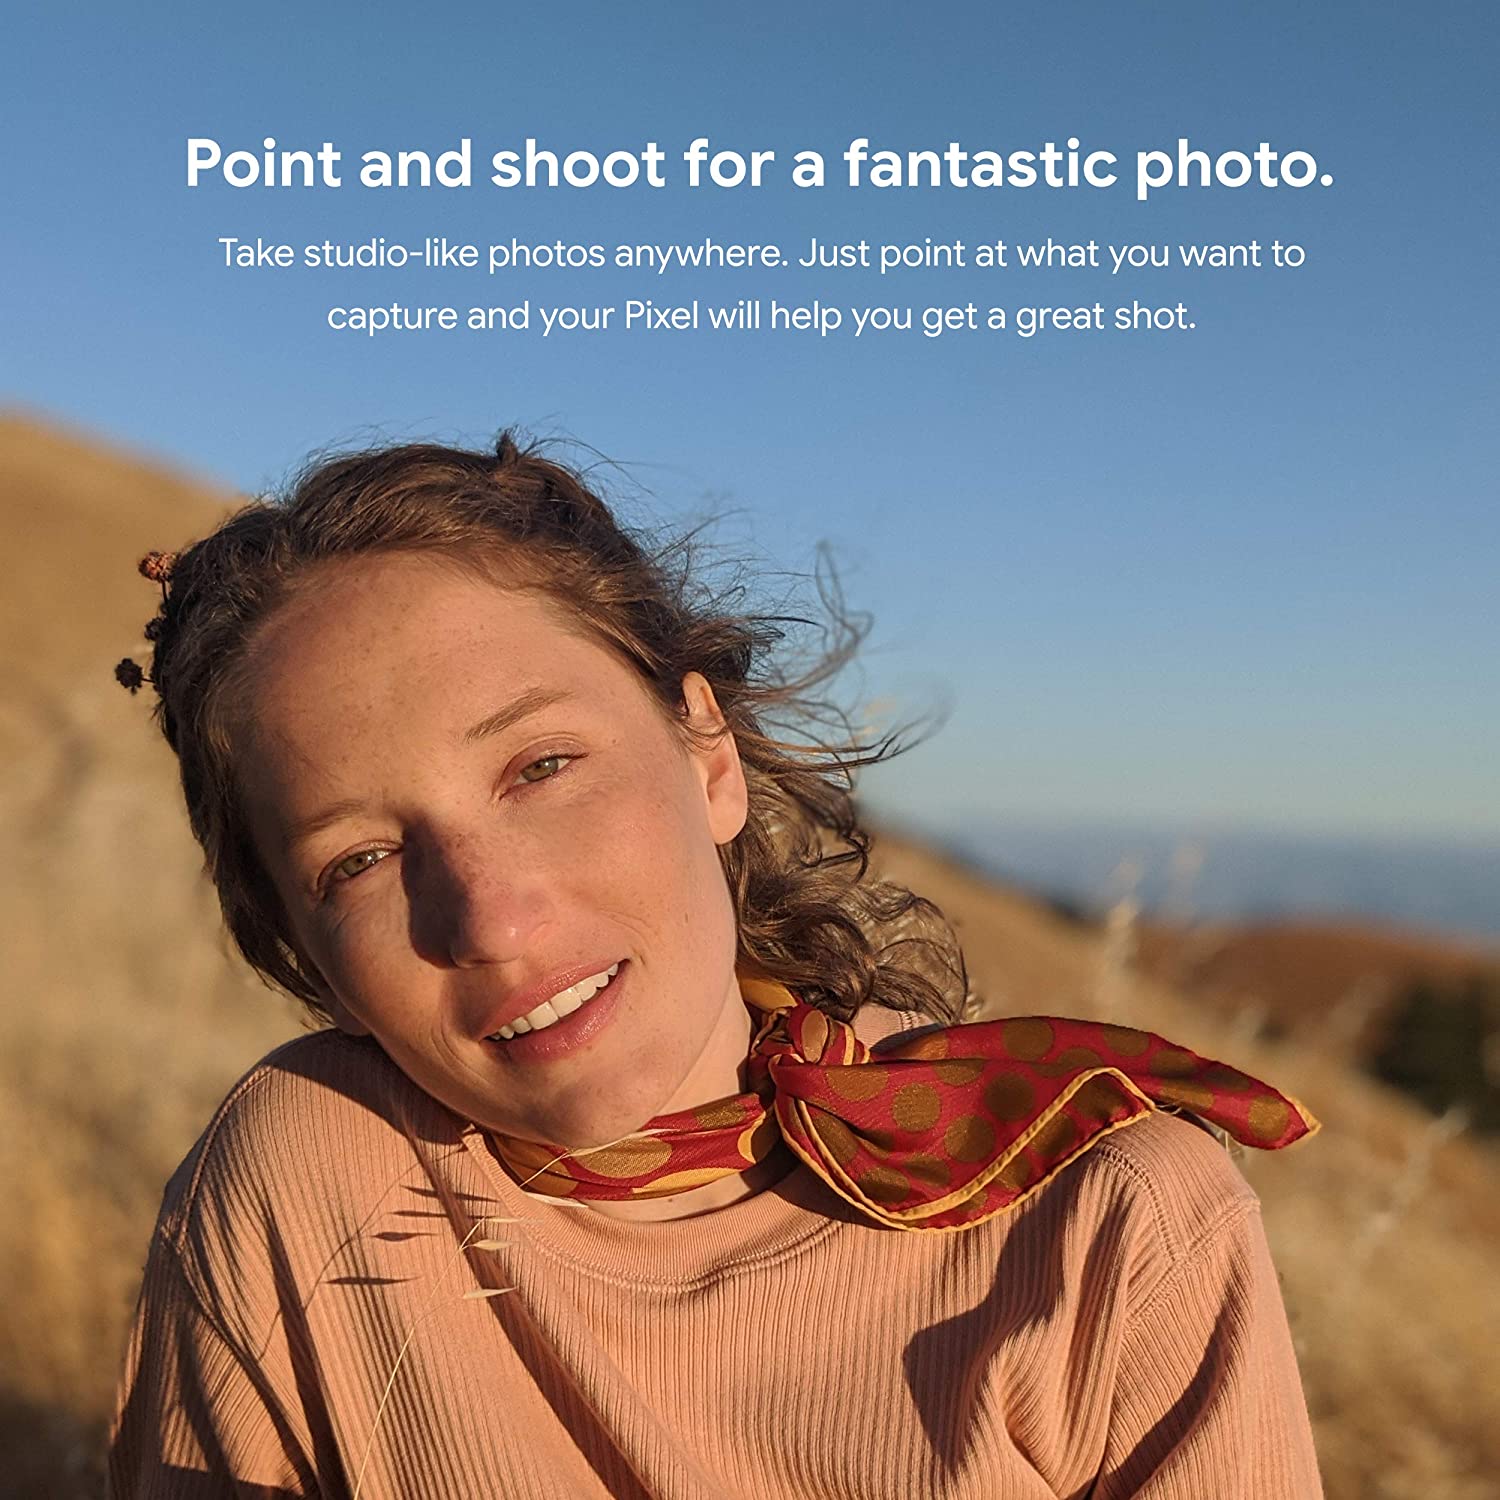 Point and shoot for a fantastic photo.
Take studio-like photos anywhere. Just point at what you want to
capture and your Pixel will help you get a great shot.